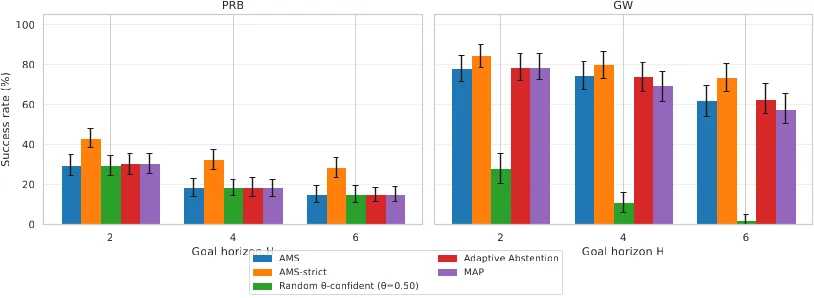 PRB
GW
Success rate (%)
100
80
60
40
20
0
2
4
6
2
4
6
Goal horizon H
Goal horizon H
AMS
AMS-strict
Random θ-confident (θ=0.50)
Adaptive Abstention
MAP